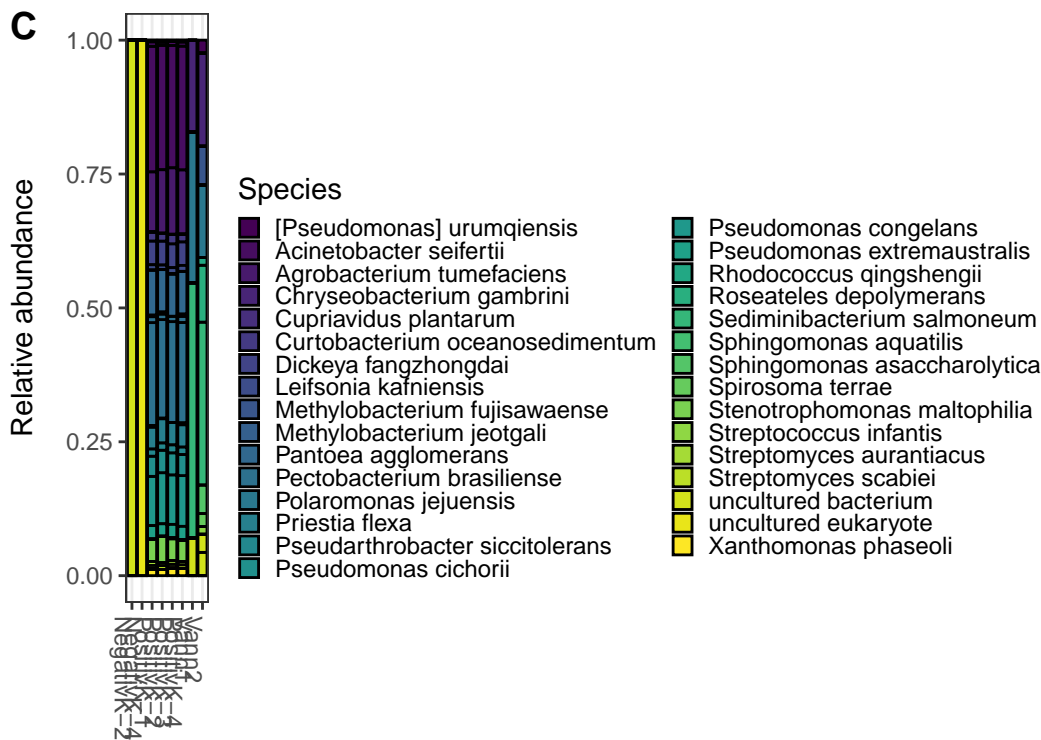 C
1.00
0.75
0.50
0.25
0.00
Relative abundance
Species
[Pseudomonas] urumqiensis
Acinetobacter seifertii
Agrobacterium tumefaciens
Chryseobacterium gambrini
Cupriavidus plantarum
Curtobacterium oceanosedimentum
Dickeya fangzhongdai
Leifsonia kafniensis
Methylobacterium fujisawaense
Methylobacterium jeotgali
Pantoea agglomerans
Pectobacterium brasiliense
Polaromonas jejuensis
Priestia flexa
Pseudarthrobacter siccitolerans
Pseudomonas cichorii
Pseudomonas congelans
Pseudomonas extremaustralis
Rhodococcus qingshengii
Roseateles depolymerans
Sediminibacterium salmoneum
Sphingomonas aquatilis
Sphingomonas asaccharolytica
Spirosoma terrae
Stenotrophomonas maltophilia
Streptococcus infantis
Streptomyces aurantiacus
Streptomyces scabiei
uncultured bacterium
uncultured eukaryote
Xanthomonas phaseoli
Vann2